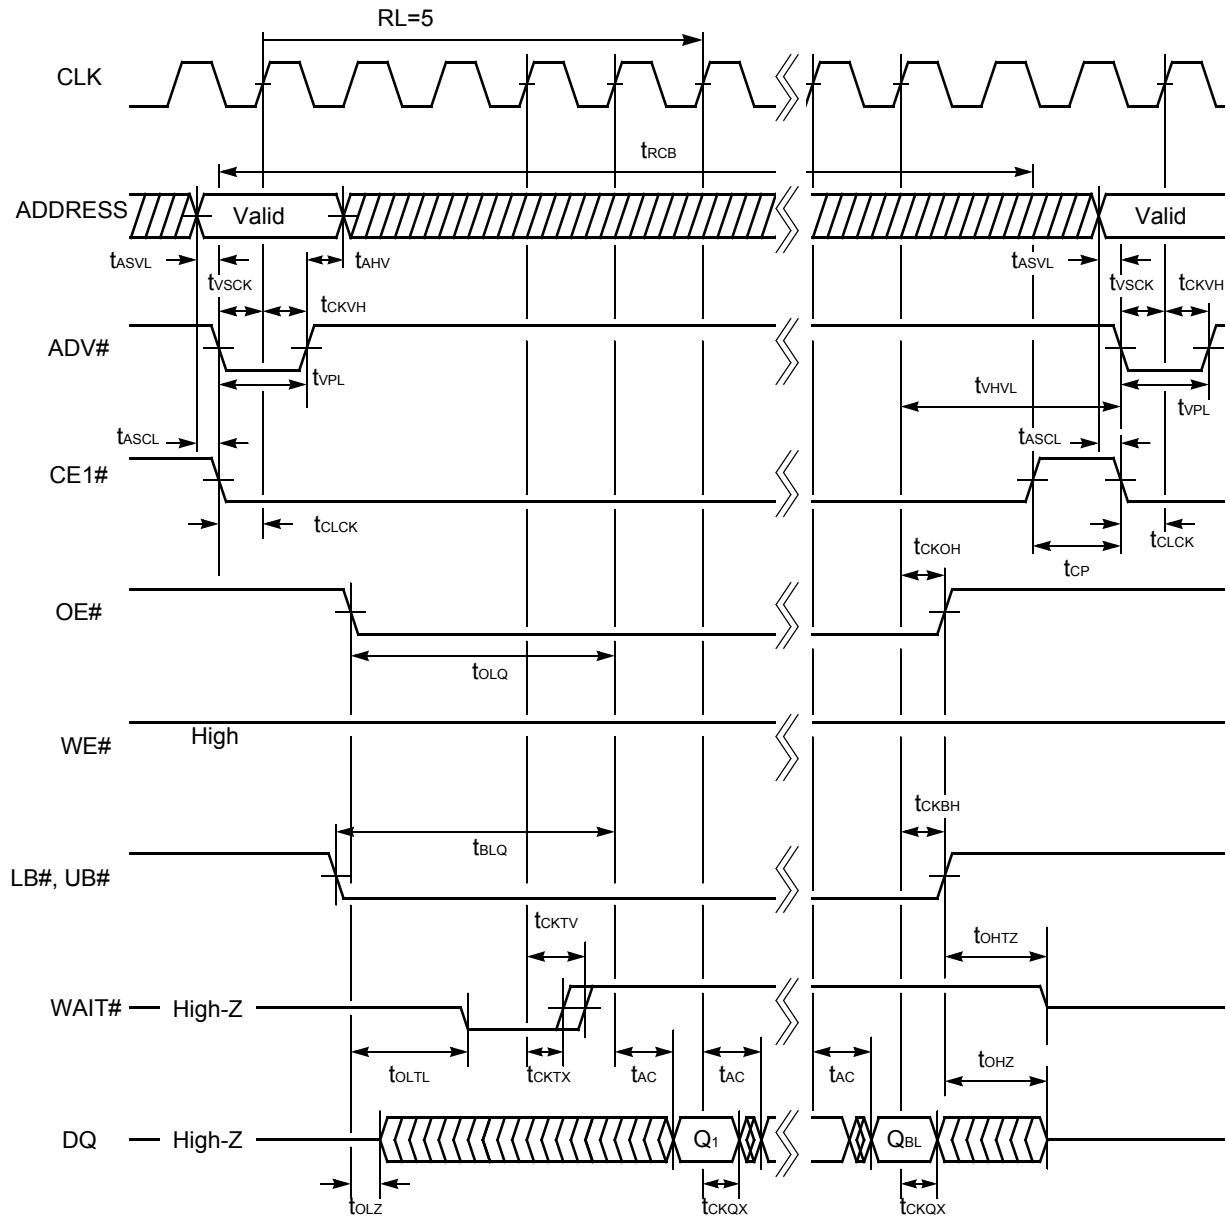 RL=5
CLK
tRCB
ADDRESS Valid Valid
tASVL tAHV tASVL
tVSCK tVSCK tCKVH
tCKVH
ADV#
tVPL tVHVL tVPL
tASCL tASCL
CE1#
tCLCK tCKOH tCLCK
tCP
OE#
tOLQ
High
WE#
tCKBH
tBLQ
LB#, UB#
tCKTV tOHTZ
WAIT# High-Z
tOLTL tCKTX tAC tAC tAC tOHZ
DQ High-Z Q1 QBL
tOLZ tCKQX tCKQX